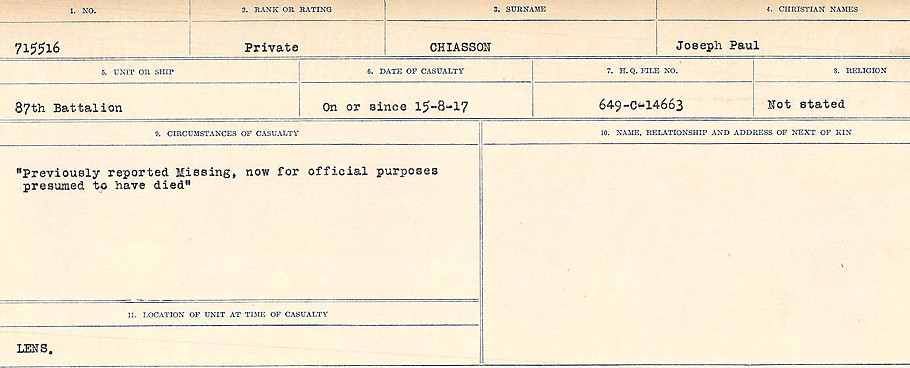 1. NO. 2. RANK OR RATING 3. SURNAME 4. CHRISTIAN NAMES
715516 Private CHIASSON Joseph Paul
5. UNIT OR SHIP 6. DATE OF CASUALTY 7. H.Q. FILE NO. 8. RELIGION
87th Battalion On or since 15-8-17 649-C-14663 Not stated
9. CIRCUMSTANCES OF CASUALTY 10. NAME, RELATIONSHIP AND ADDRESS OF NEXT OF KIN
"Previously reported Missing, now for official purposes
presumed to have died"
11. LOCATION OF UNIT AT TIME OF CASUALTY
LENS.